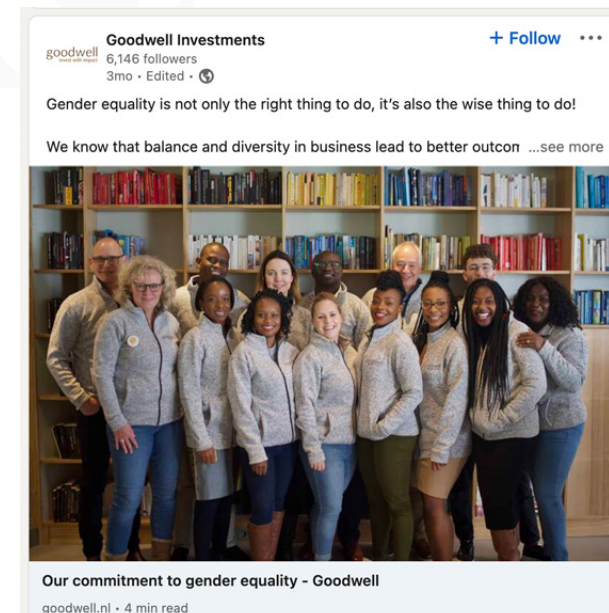 goodwell
invest with impact
Goodwell Investments
6,146 followers
3mo • Edited •
+ Follow •••
Gender equality is not only the right thing to do, it's also the wise thing to do!
We know that balance and diversity in business lead to better outcom ...see more
Our commitment to gender equality - Goodwell
goodwell.nl • 4 min read